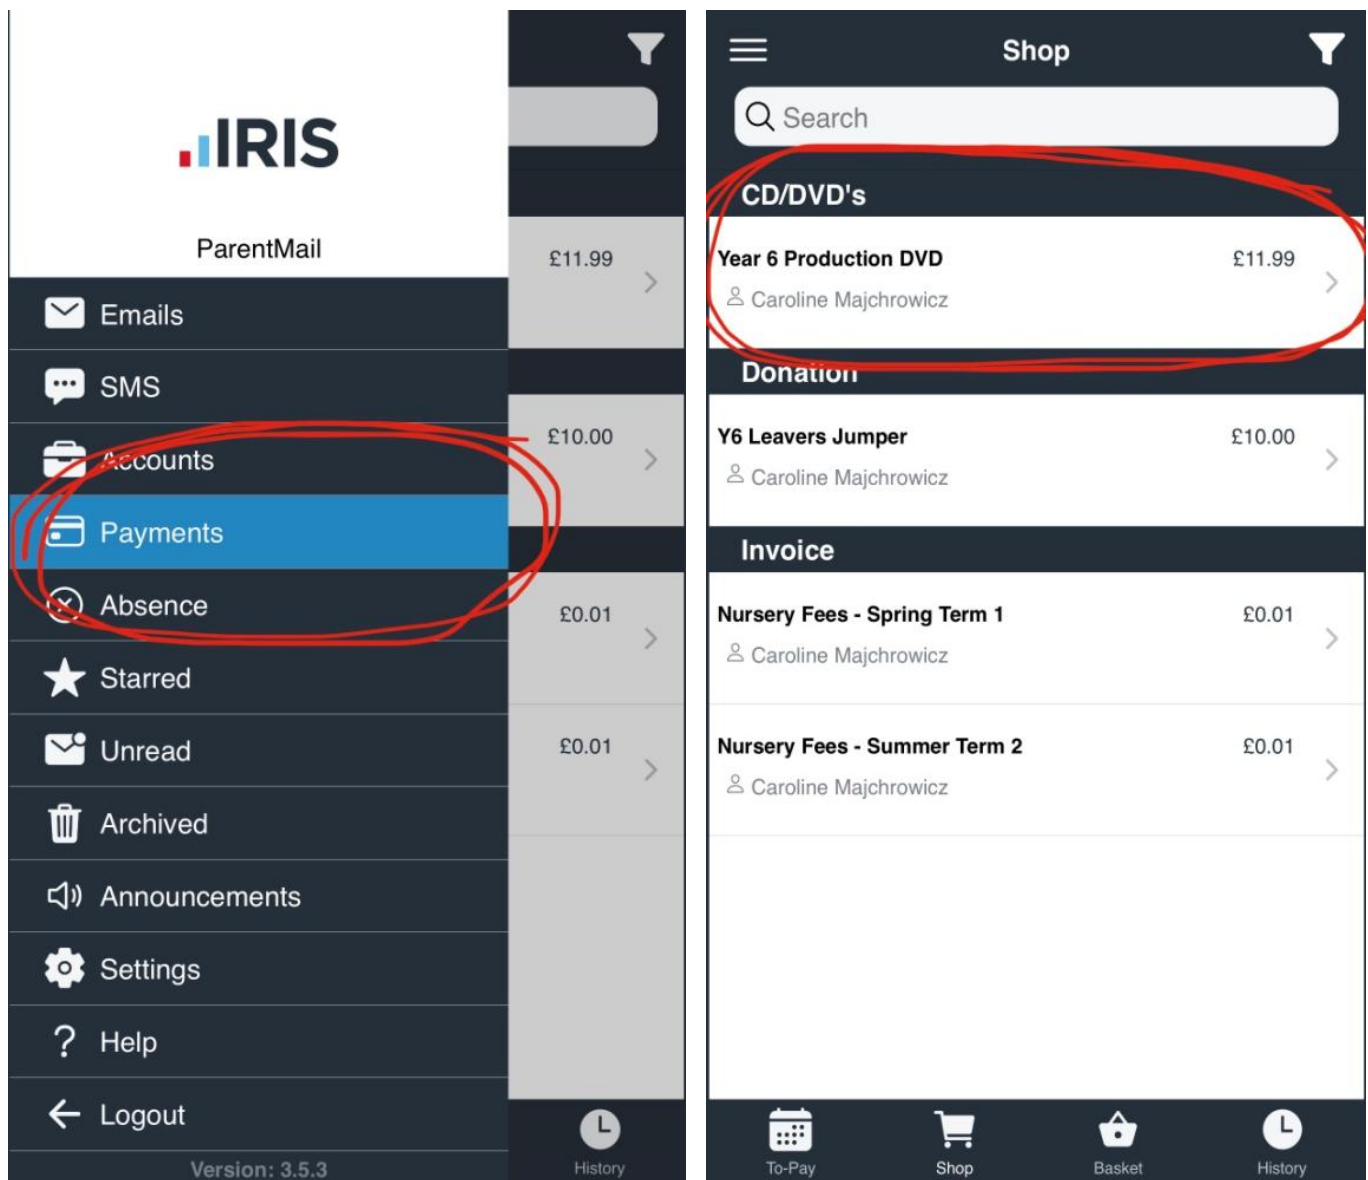 IRIS
ParentMail
Emails
SMS
Accounts
Payments
Absence
Starred
Unread
Archived
Announcements
Settings
Help
Logout
Version: 3.5.3
£11.99
£10.00
£0.01
£0.01
History
Shop
Search
CD/DVD's
Year 6 Production DVD £11.99
Caroline Majchrowicz
Donation
Y6 Leavers Jumper £10.00
Caroline Majchrowicz
Invoice
Nursery Fees - Spring Term 1 £0.01
Caroline Majchrowicz
Nursery Fees - Summer Term 2 £0.01
Caroline Majchrowicz
To-Pay Shop Basket History